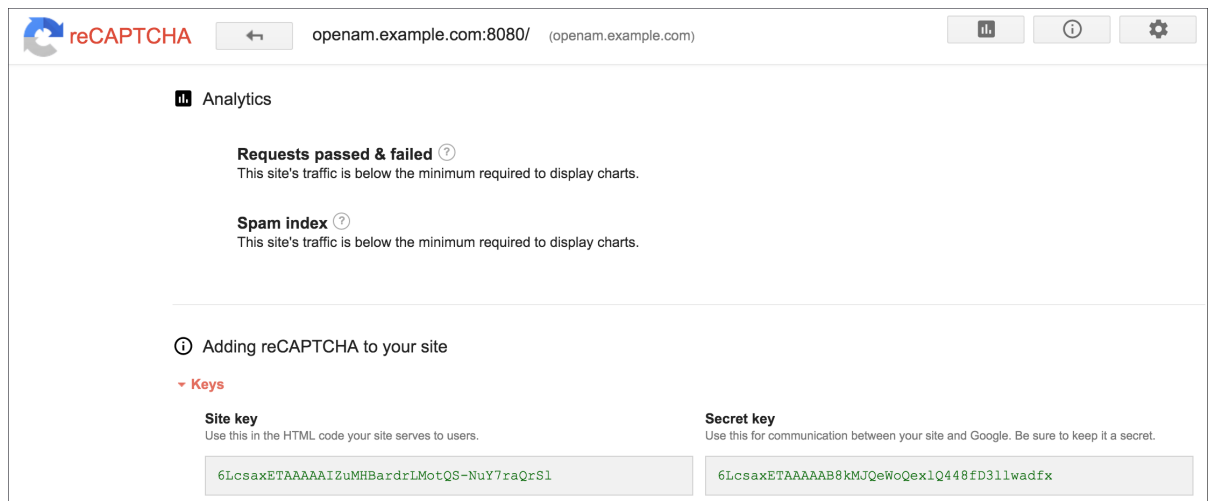 reCAPTCHA openam.example.com:8080/ (openam.example.com)
Analytics
Requests passed & failed ?
This site's traffic is below the minimum required to display charts.
Spam index ?
This site's traffic is below the minimum required to display charts.
Adding reCAPTCHA to your site
Keys
Site key
Use this in the HTML code your site serves to users.
6LcsaxETAAAAAIZuMHBardrLMotQS-NuY7raQrSl
Secret key
Use this for communication between your site and Google. Be sure to keep it a secret.
6LcsaxETAAAAAB8kMJQeWoQexlQ448fD3llwadfx